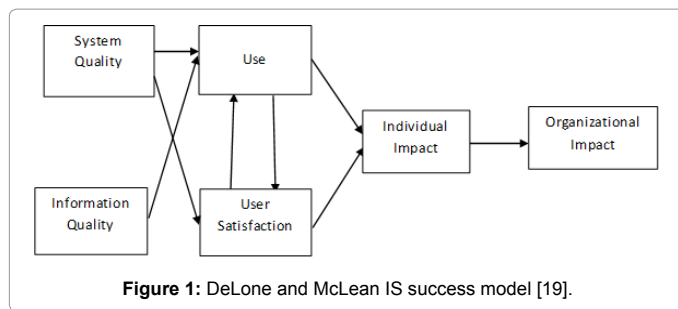 System
Quality
Use
Individual
Impact
Organizational
Impact
Information
Quality
User
Satisfaction
Figure 1: DeLone and McLean IS success model [19].